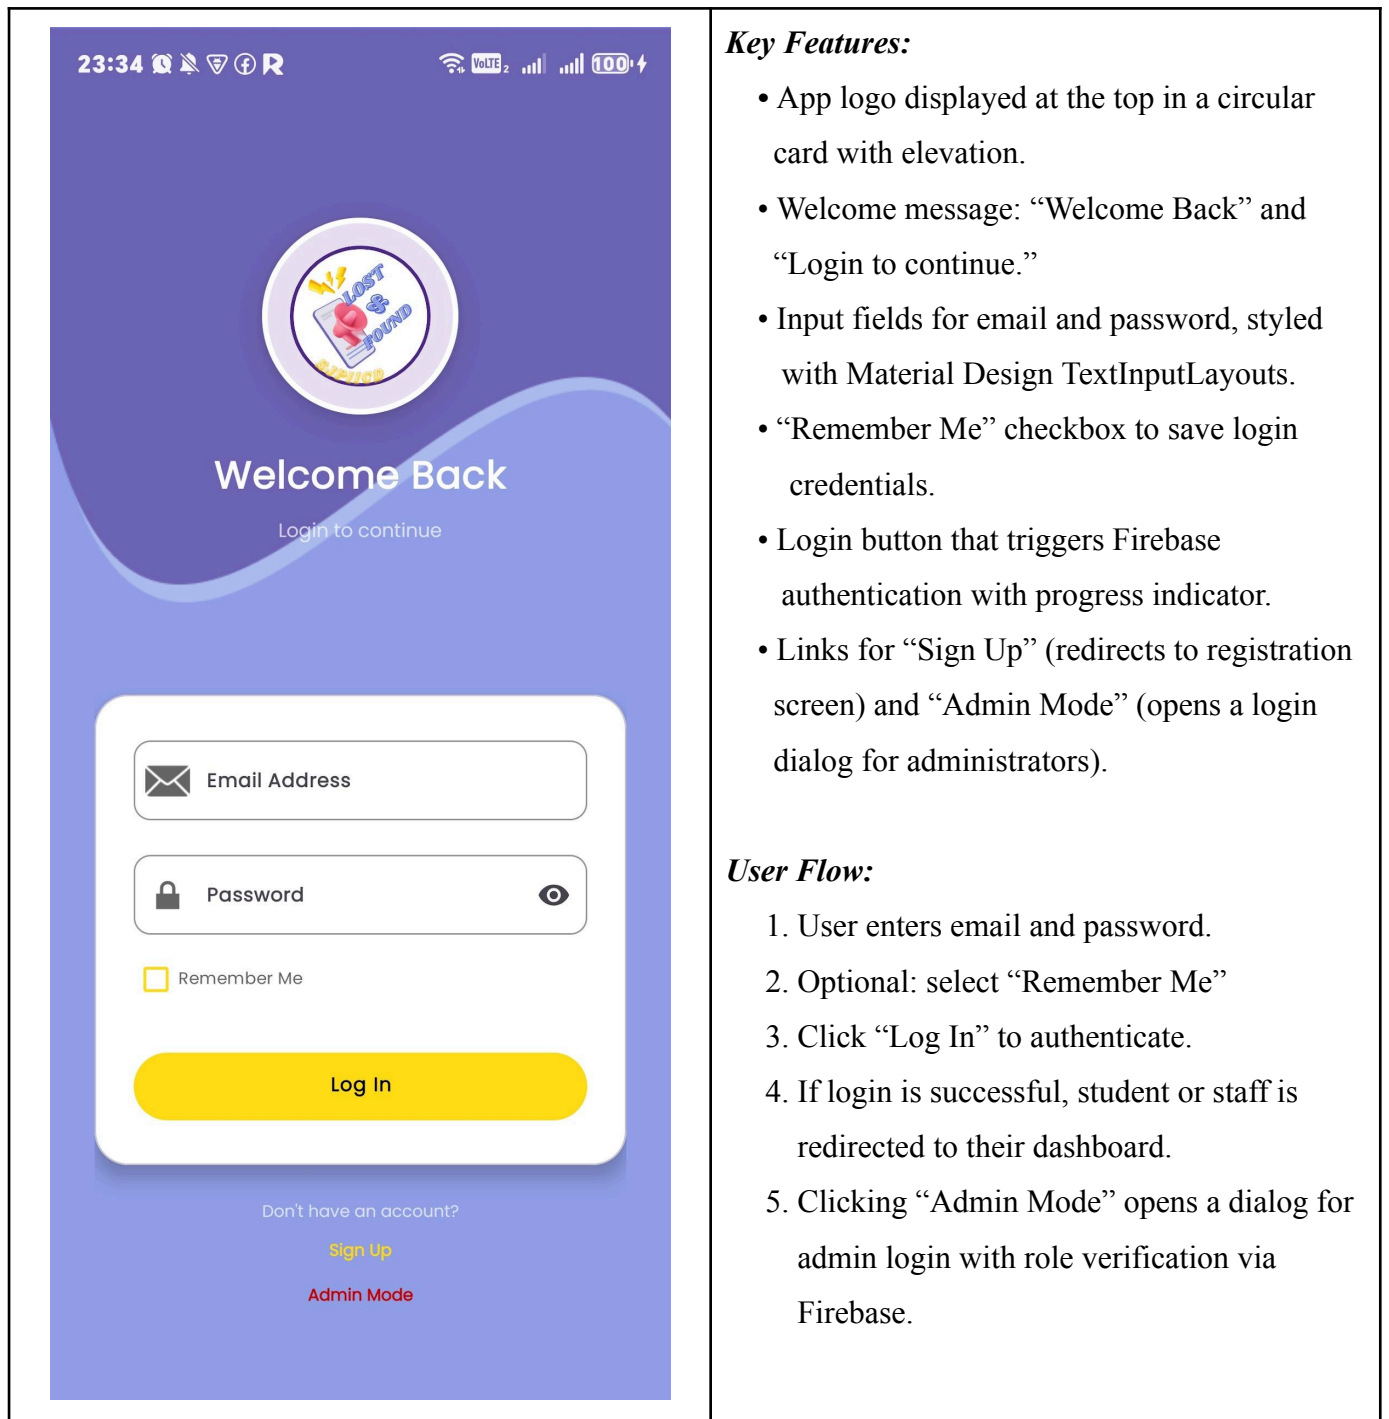 23:34
VoLTE 2
100
LOST
&
FOUND
Welcome Back
Login to continue
Email Address
Password
Remember Me
Log In
Don't have an account?
Sign Up
Admin Mode
Key Features:
• App logo displayed at the top in a circular
card with elevation.
• Welcome message: “Welcome Back” and
“Login to continue.”
• Input fields for email and password, styled
with Material Design TextInputLayouts.
• “Remember Me” checkbox to save login
credentials.
• Login button that triggers Firebase
authentication with progress indicator.
• Links for “Sign Up” (redirects to registration
screen) and “Admin Mode” (opens a login
dialog for administrators).
User Flow:
1. User enters email and password.
2. Optional: select “Remember Me”
3. Click “Log In” to authenticate.
4. If login is successful, student or staff is
redirected to their dashboard.
5. Clicking “Admin Mode” opens a dialog for
admin login with role verification via
Firebase.